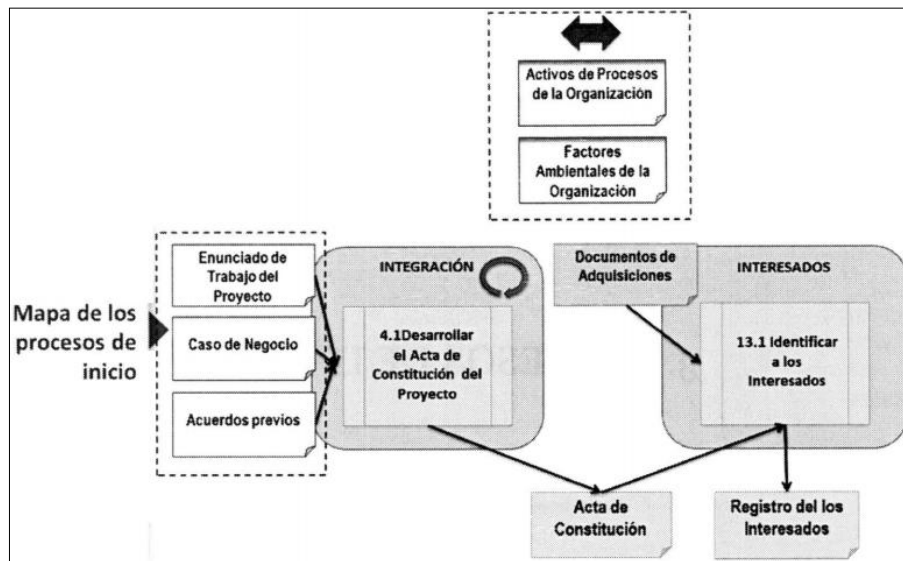 Activos de Procesos
de la Organización
Factores
Ambientales de la
Organización
Mapa de los
procesos de
inicio
Enunciado de
Trabajo del
Proyecto
Caso de Negocio
Acuerdos previos
INTEGRACIÓN
4.1Desarrollar
el Acta de
Constitución del
Proyecto
Documentos de
Adquisiciones
INTERESADOS
13.1 Identificar
a los
Interesados
Acta de
Constitución
Registro del los
Interesados